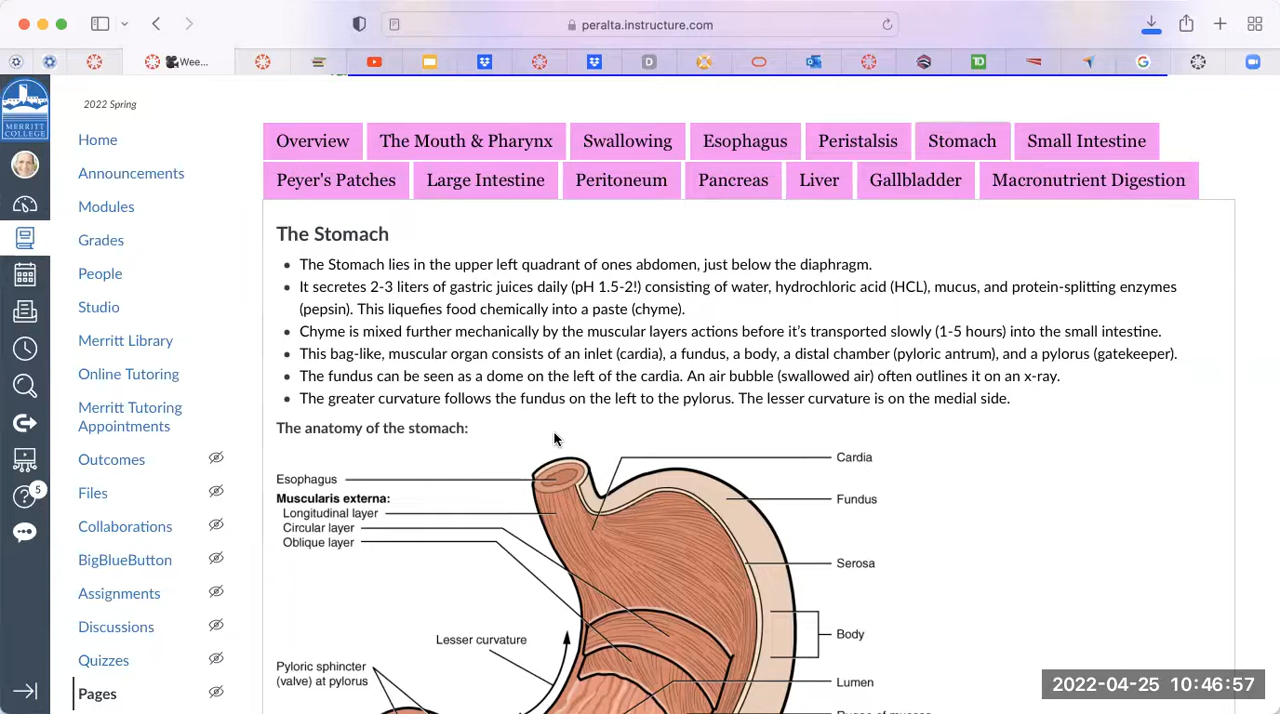 peralta.instructure.com
Wee...
MERRITT
COLLEGE
5
2022 Spring
Home
Announcements
Modules
Grades
People
Studio
Merritt Library
Online Tutoring
Merritt Tutoring
Appointments
Outcomes
Files
Collaborations
BigBlueButton
Assignments
Discussions
Quizzes
Pages
Overview The Mouth & Pharynx Swallowing Esophagus Peristalsis Stomach Small Intestine
Peyer's Patches Large Intestine Peritoneum Pancreas Liver Gallbladder Macronutrient Digestion
The Stomach
The Stomach lies in the upper left quadrant of ones abdomen, just below the diaphragm.
It secretes 2-3 liters of gastric juices daily (pH 1.5-2!) consisting of water, hydrochloric acid (HCL), mucus, and protein-splitting enzymes
(pepsin). This liquefies food chemically into a paste (chyme).
Chyme is mixed further mechanically by the muscular layers actions before it's transported slowly (1-5 hours) into the small intestine.
This bag-like, muscular organ consists of an inlet (cardia), a fundus, a body, a distal chamber (pyloric antrum), and a pylorus (gatekeeper).
The fundus can be seen as a dome on the left of the cardia. An air bubble (swallowed air) often outlines it on an x-ray.
The greater curvature follows the fundus on the left to the pylorus. The lesser curvature is on the medial side.
The anatomy of the stomach:
Esophagus
Muscularis externa:
Longitudinal layer
Circular layer
Oblique layer
Lesser curvature
Pyloric sphincter
(valve) at pylorus
Cardia
Fundus
Serosa
Body
Lumen
2022-04-25 10:46:57